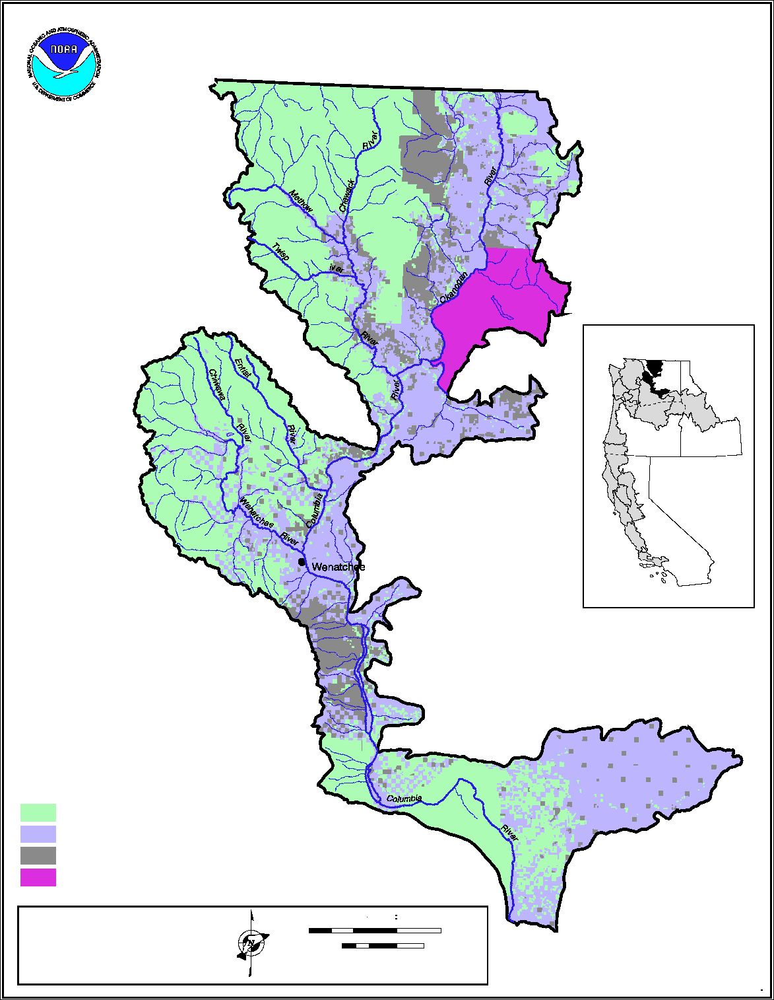 NATIONAL OCEANIC AND ATMOSPHERIC ADMINISTRATION
NOAA
U.S. DEPARTMENT OF COMMERCE
River
River
Chewack
Methow
Twisp
iver
Okanogan
River
Entiat
Chiwawa
River
River
River
Columbia
Wenatchee
River
Wenatchee
Columbia
River
N